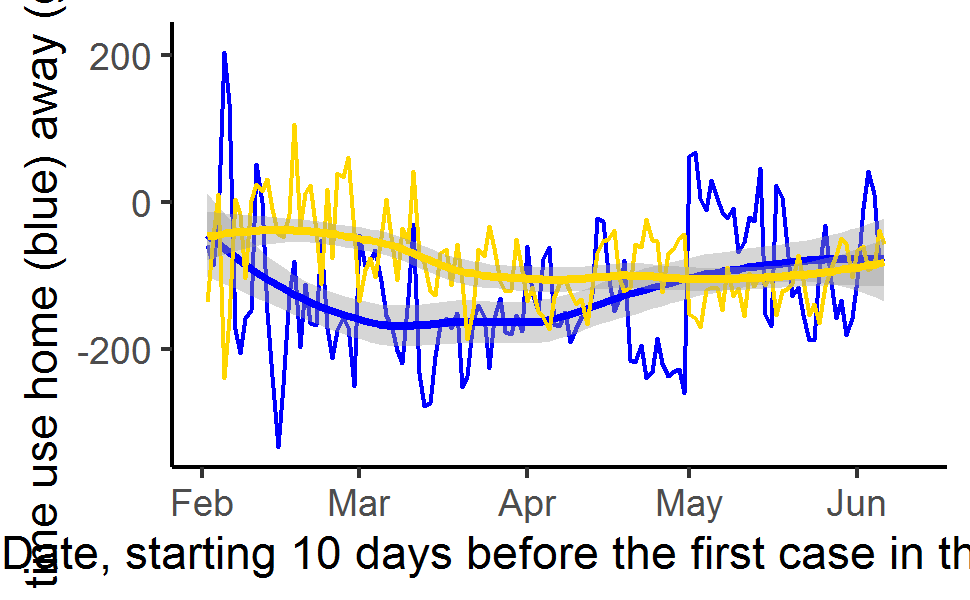 time use home (blue) away (
200
0
-200
Feb Mar Apr May Jun
Date, starting 10 days before the first case in th